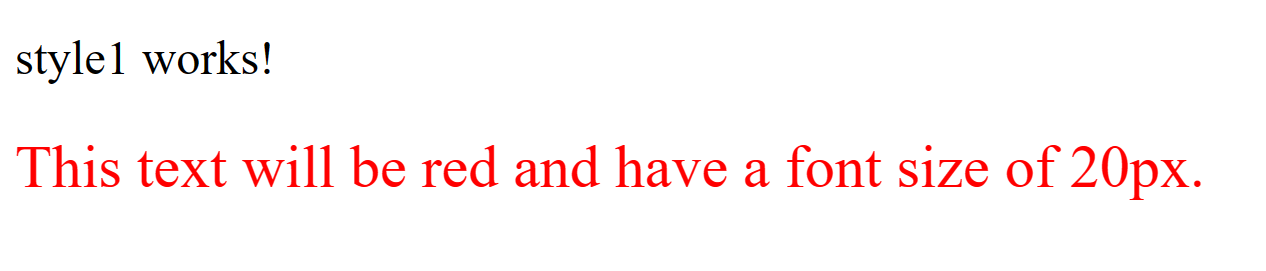 style1 works!
This text will be red and have a font size of 20px.